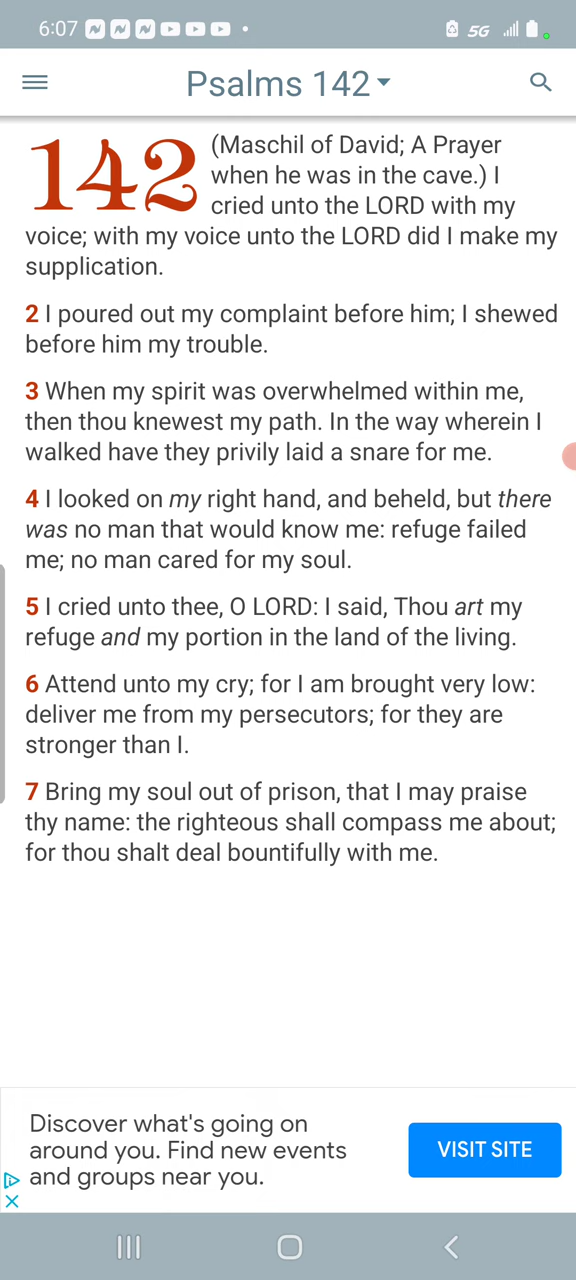 6:07
5G
Psalms 142
142 (Maschil of David; A Prayer
when he was in the cave.) I
cried unto the LORD with my
voice; with my voice unto the LORD did I make my
supplication.
2 I poured out my complaint before him; I shewed
before him my trouble.
3 When my spirit was overwhelmed within me,
then thou knewest my path. In the way wherein I
walked have they privily laid a snare for me.
4 I looked on my right hand, and beheld, but there
was no man that would know me: refuge failed
me; no man cared for my soul.
5 I cried unto thee, O LORD: I said, Thou art my
refuge and my portion in the land of the living.
6 Attend unto my cry; for I am brought very low:
deliver me from my persecutors; for they are
stronger than I.
7 Bring my soul out of prison, that I may praise
thy name: the righteous shall compass me about;
for thou shalt deal bountifully with me.
Discover what's going on
around you. Find new events
and groups near you.
VISIT SITE